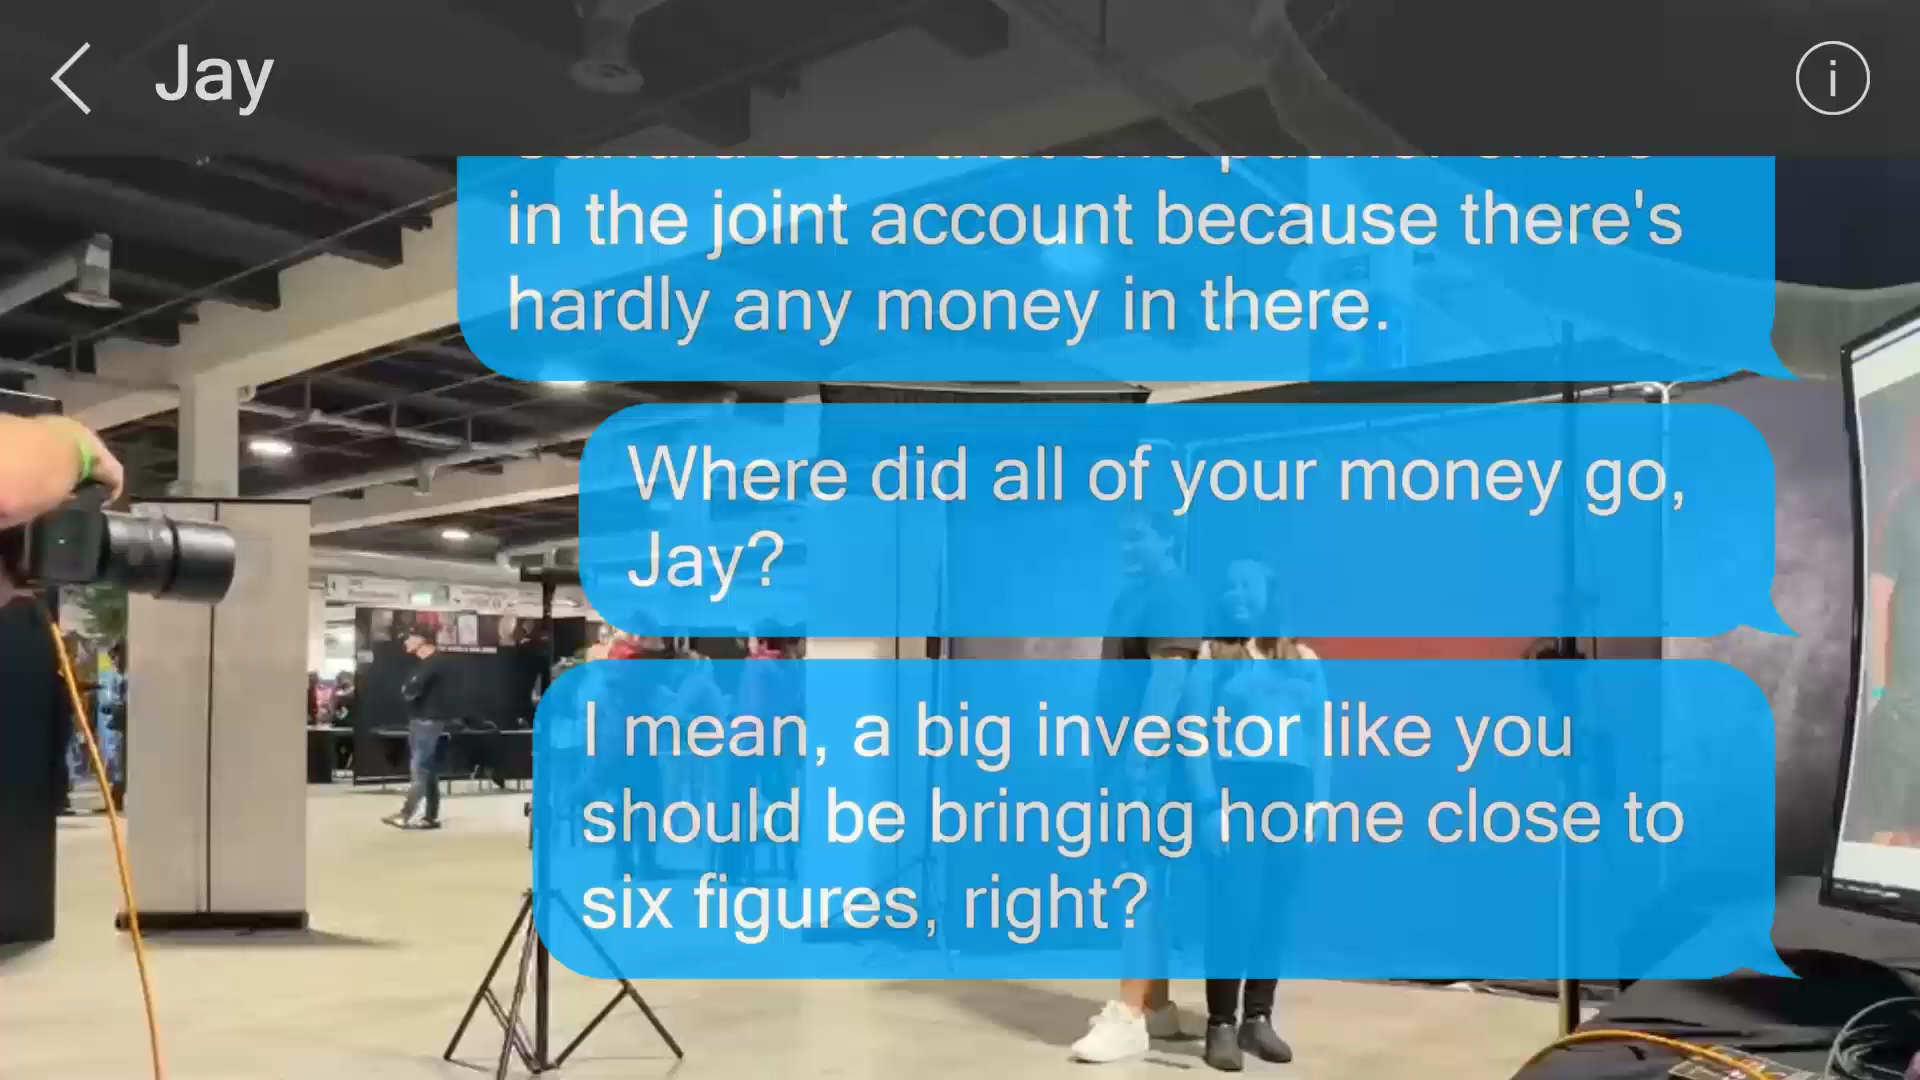 Jay
in the joint account because there's
hardly any money in there.
Where did all of your money go,
Jay?
I mean, a big investor like you
should be bringing home close to
six figures, right?